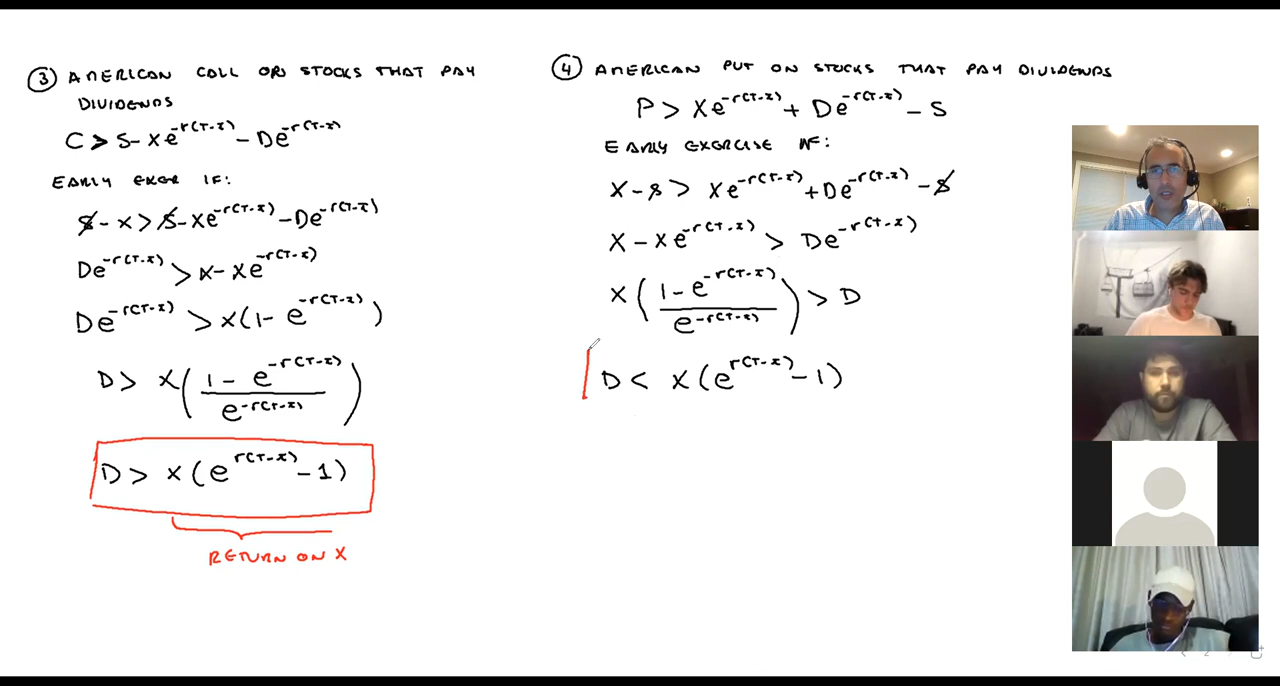 ③ AMERICAN CALL ON STOCKS THAT PAY
DIVIDENDS
C > S - Xe^{-r(T-t)} - De^{-r(T-t)}
EARLY EXER IF:
S - X > S - Xe^{-r(T-t)} - De^{-r(T-t)}
De^{-r(T-t)} > X - Xe^{-r(T-t)}
De^{-r(T-t)} > X(1 - e^{-r(T-t)})
D > X((1 - e^{-r(T-t)}) / e^{-r(T-t)})
D > X(e^{r(T-t)} - 1)
RETURN ON X
④ AMERICAN PUT ON STOCKS THAT PAY DIVIDENDS
P > Xe^{-r(T-t)} + De^{-r(T-t)} - S
EARLY EXERCISE IF:
X - S > Xe^{-r(T-t)} + De^{-r(T-t)} - S
X - Xe^{-r(T-t)} > De^{-r(T-t)}
X((1 - e^{-r(T-t)}) / e^{-r(T-t)}) > D
D < X(e^{r(T-t)} - 1)
2